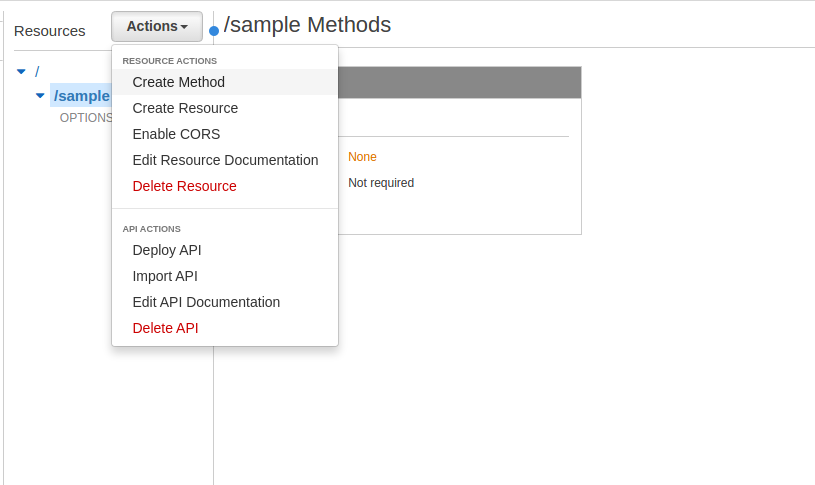 Resources
Actions
/sample Methods
/
/sample
OPTIONS
RESOURCE ACTIONS
Create Method
Create Resource
Enable CORS
Edit Resource Documentation
Delete Resource
API ACTIONS
Deploy API
Import API
Edit API Documentation
Delete API
None
Not required